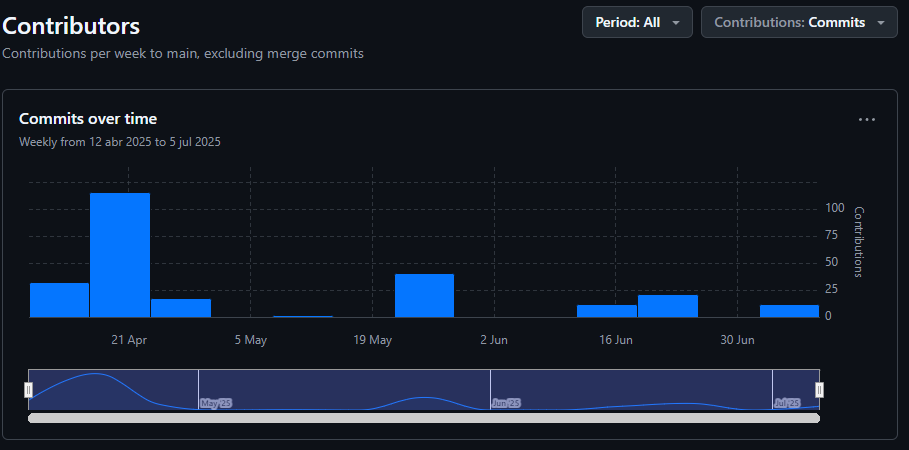 Contributors
Period: All
Contributions: Commits
Contributions per week to main, excluding merge commits
Commits over time
Weekly from 12 abr 2025 to 5 jul 2025
100
75
50
25
0
Contributions
21 Apr
5 May
19 May
2 Jun
16 Jun
30 Jun
May '25
Jun '25
Jul '25